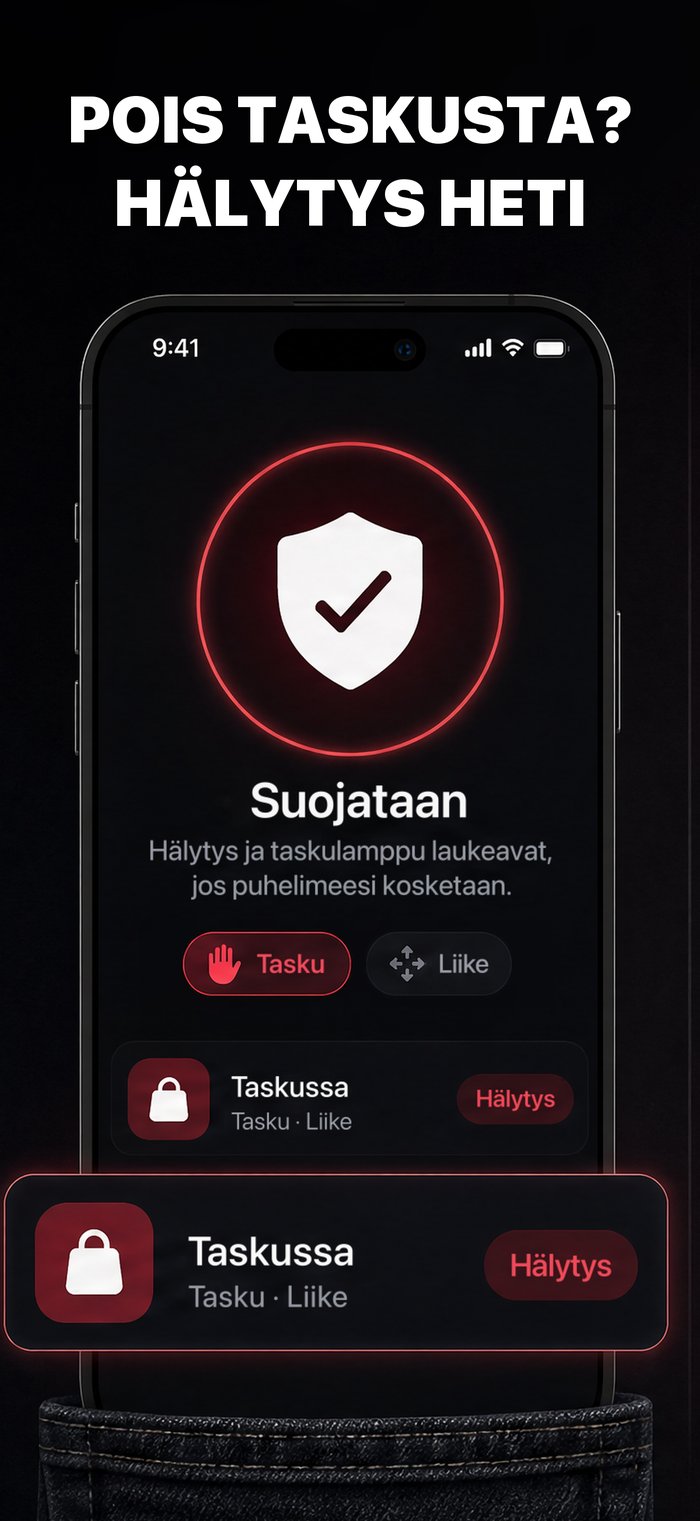 POIS TASKUSTA?
HÄLYTYS HETI
9:41
Suojataan
Hälytys ja taskulamppu laukeavat,
jos puhelimeesi kosketaan.
Tasku
Liike
Taskussa
Tasku · Liike
Hälytys
Taskussa
Tasku · Liike
Hälytys